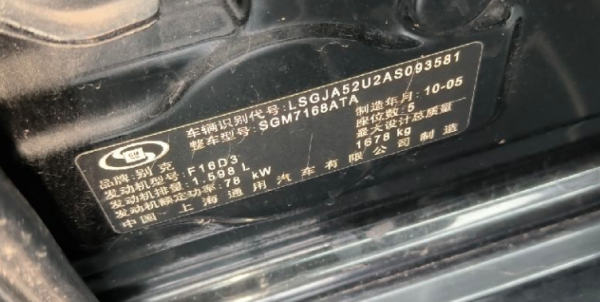 车辆识别代号: LSGJA52U2AS093581
整车型号: SGM7168ATA 制造年月: 10-05
品牌: 别克 座位数: 5
发动机型号: F16D3 最大设计总质量
发动机排量: 1.598 L 1678 kg
发动机额定功率: 78 kW
中国 上海通用汽车有限公司制造